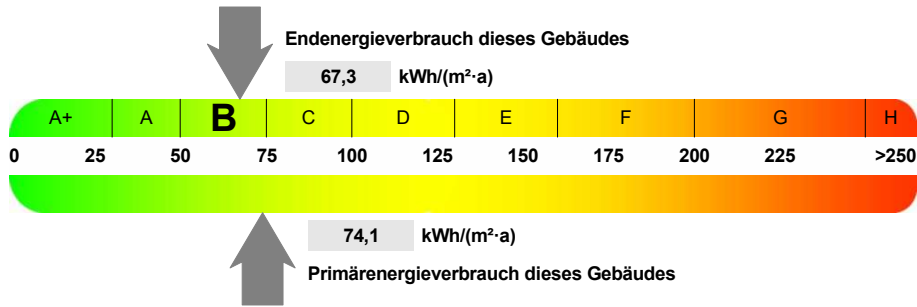 Endenergieverbrauch dieses Gebäudes
67,3 kWh/(m²·a)
A+ A B C D E F G H
0 25 50 75 100 125 150 175 200 225 >250
74,1 kWh/(m²·a)
Primärenergieverbrauch dieses Gebäudes